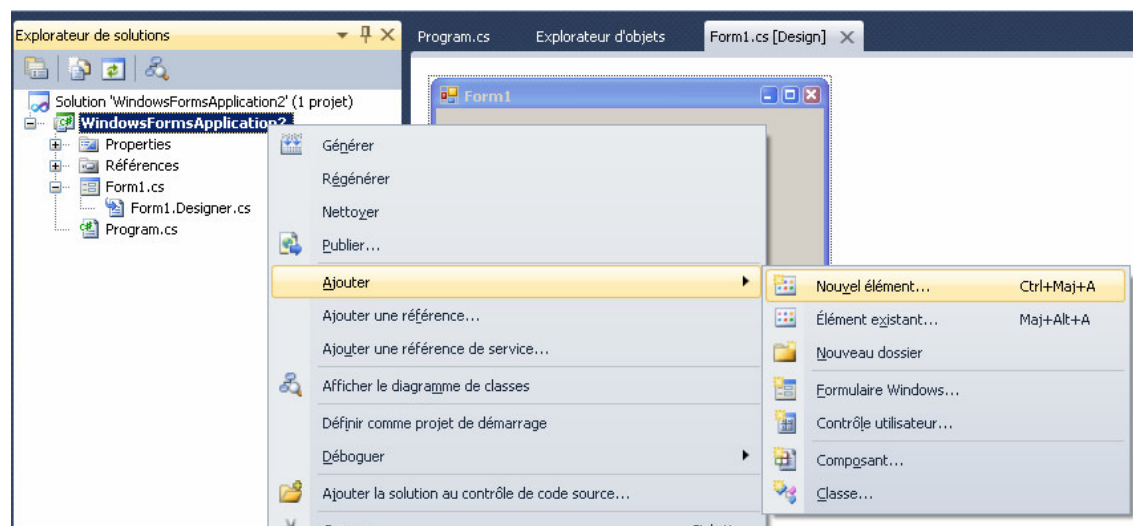 Explorateur de solutions
Program.cs Explorateur d'objets Form1.cs [Design]
Solution 'WindowsFormsApplication2' (1 projet)
Form1
WindowsFormsApplication2
Properties
Références
Form1.cs
Form1.Designer.cs
Program.cs
Générer
Régénérer
Nettoyer
Publier...
Ajouter
Ajouter une référence...
Ajouter une référence de service...
Afficher le diagramme de classes
Définir comme projet de démarrage
Déboguer
Ajouter la solution au contrôle de code source...
Nouvel élément... Ctrl+Maj+A
Élément existant... Maj+Alt+A
Nouveau dossier
Formulaire Windows...
Contrôle utilisateur...
Composant...
Classe...